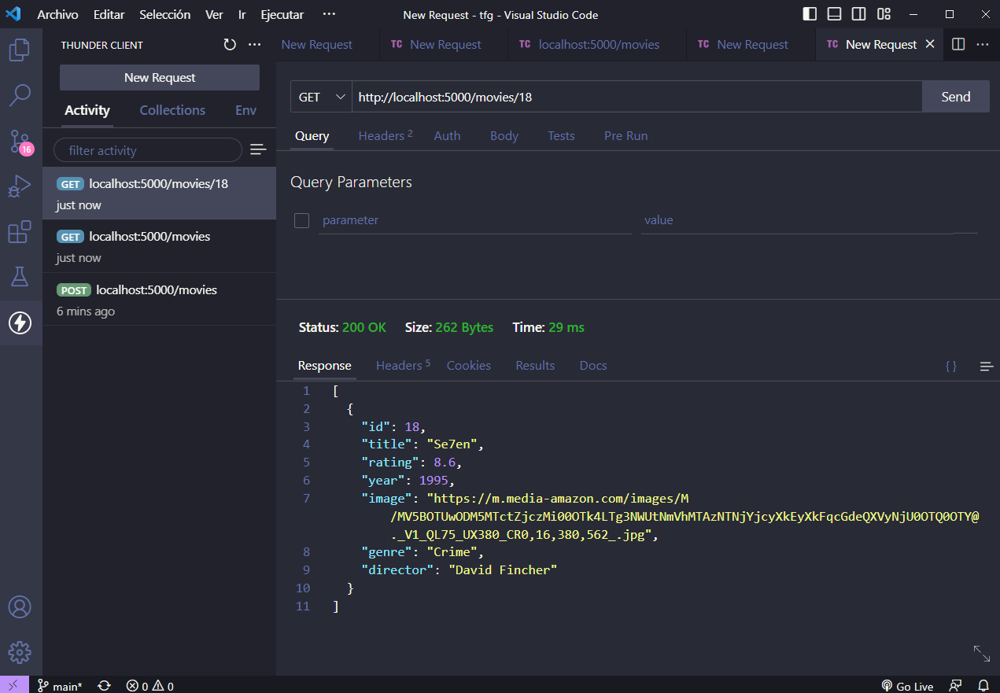 Archivo Editar Selección Ver Ir Ejecutar ··· New Request - tfg - Visual Studio Code
THUNDER CLIENT
New Request TC New Request TC localhost:5000/movies TC New Request TC New Request
New Request
Activity Collections Env
filter activity
16
GET localhost:5000/movies/18
just now
GET localhost:5000/movies
just now
POST localhost:5000/movies
6 mins ago
GET http://localhost:5000/movies/18 Send
Query Headers 2 Auth Body Tests Pre Run
Query Parameters
parameter value
Status: 200 OK Size: 262 Bytes Time: 29 ms
Response Headers 5 Cookies Results Docs { }
1 [
2 {
3 "id": 18,
4 "title": "Se7en",
5 "rating": 8.6,
6 "year": 1995,
7 "image": "https://m.media-amazon.com/images/M
/MV5BOTUwODM5MTctZjczMi00OTk4LTg3NWUtNmVhMTAzNTNjYjcyXkEyXkFqcGdeQXVyNjU0OTQ0OTY@
._V1_QL75_UX380_CR0,16,380,562_.jpg",
8 "genre": "Crime",
9 "director": "David Fincher"
10 }
11 ]
main* 0 0 Go Live